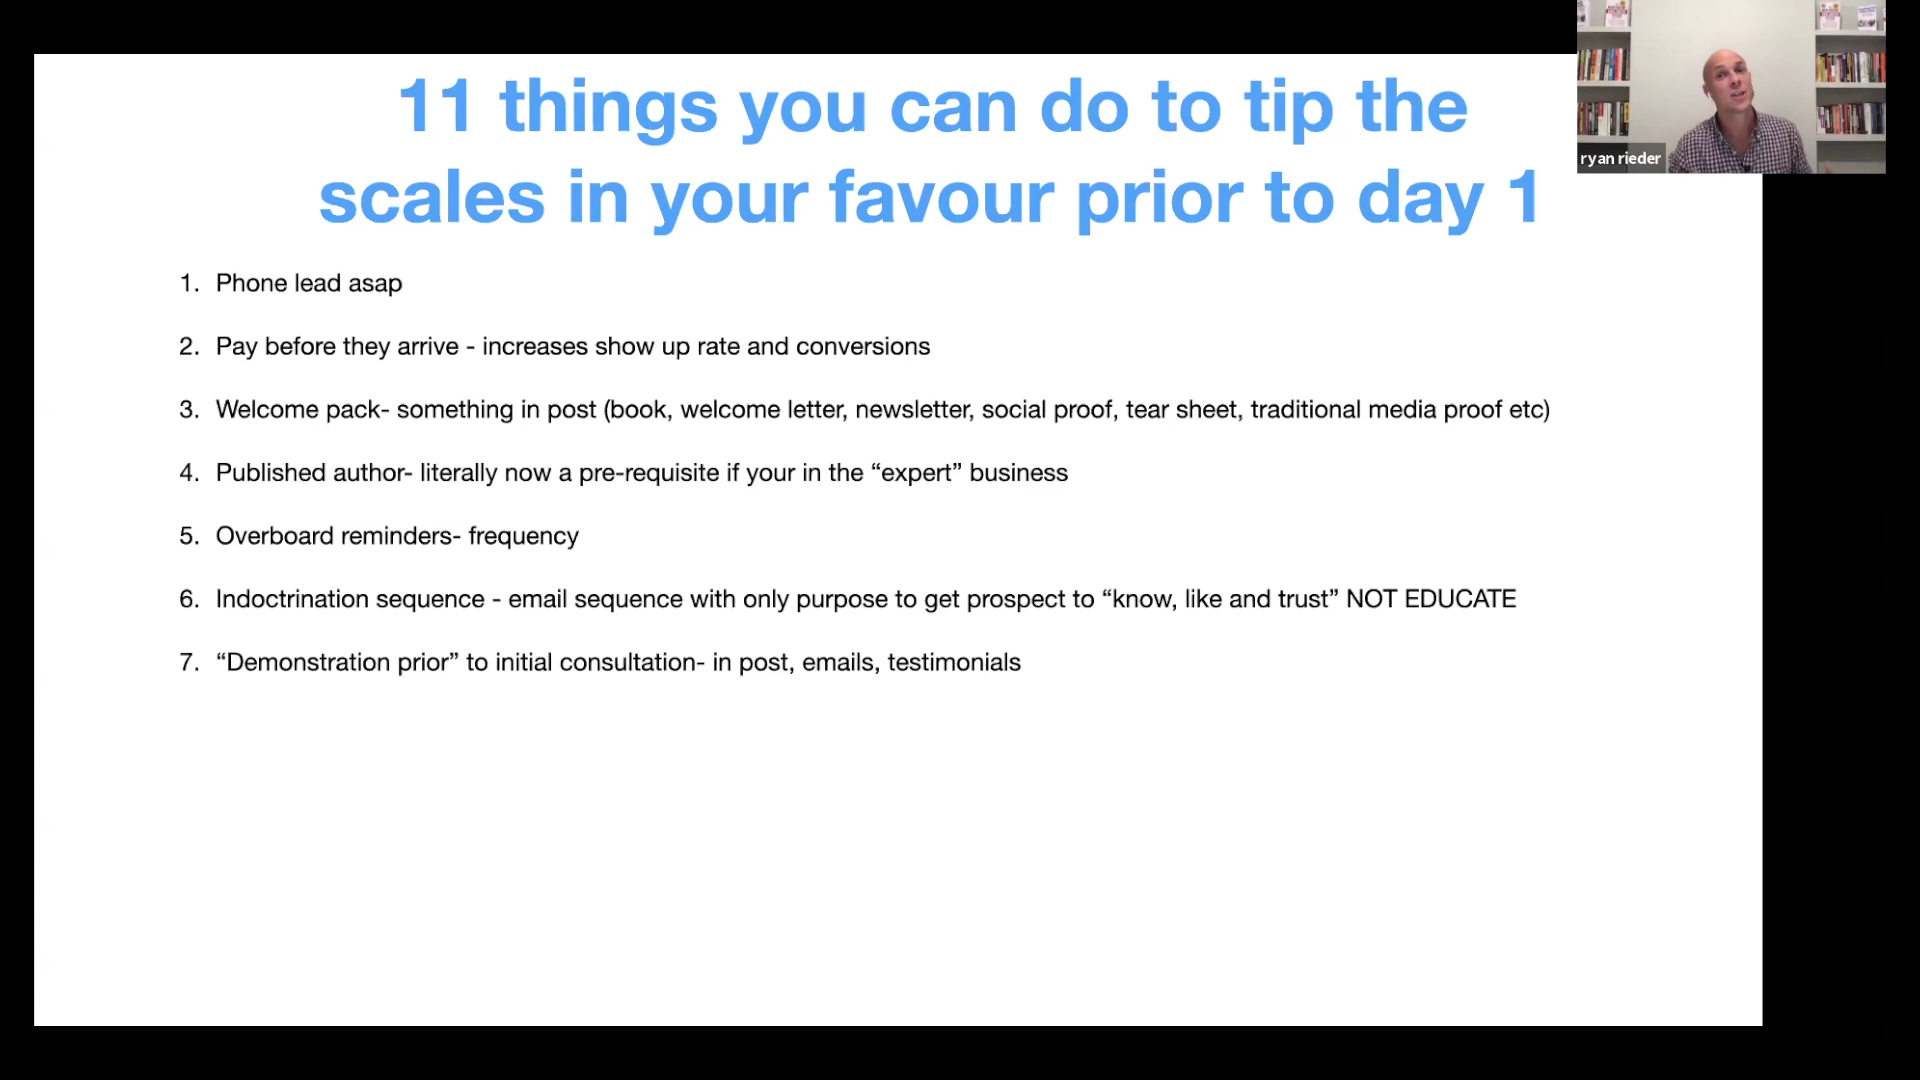 11 things you can do to tip the
scales in your favour prior to day 1
ryan rieder
1. Phone lead asap
2. Pay before they arrive - increases show up rate and conversions
3. Welcome pack- something in post (book, welcome letter, newsletter, social proof, tear sheet, traditional media proof etc)
4. Published author- literally now a pre-requisite if your in the “expert” business
5. Overboard reminders- frequency
6. Indoctrination sequence - email sequence with only purpose to get prospect to “know, like and trust” NOT EDUCATE
7. “Demonstration prior” to initial consultation- in post, emails, testimonials